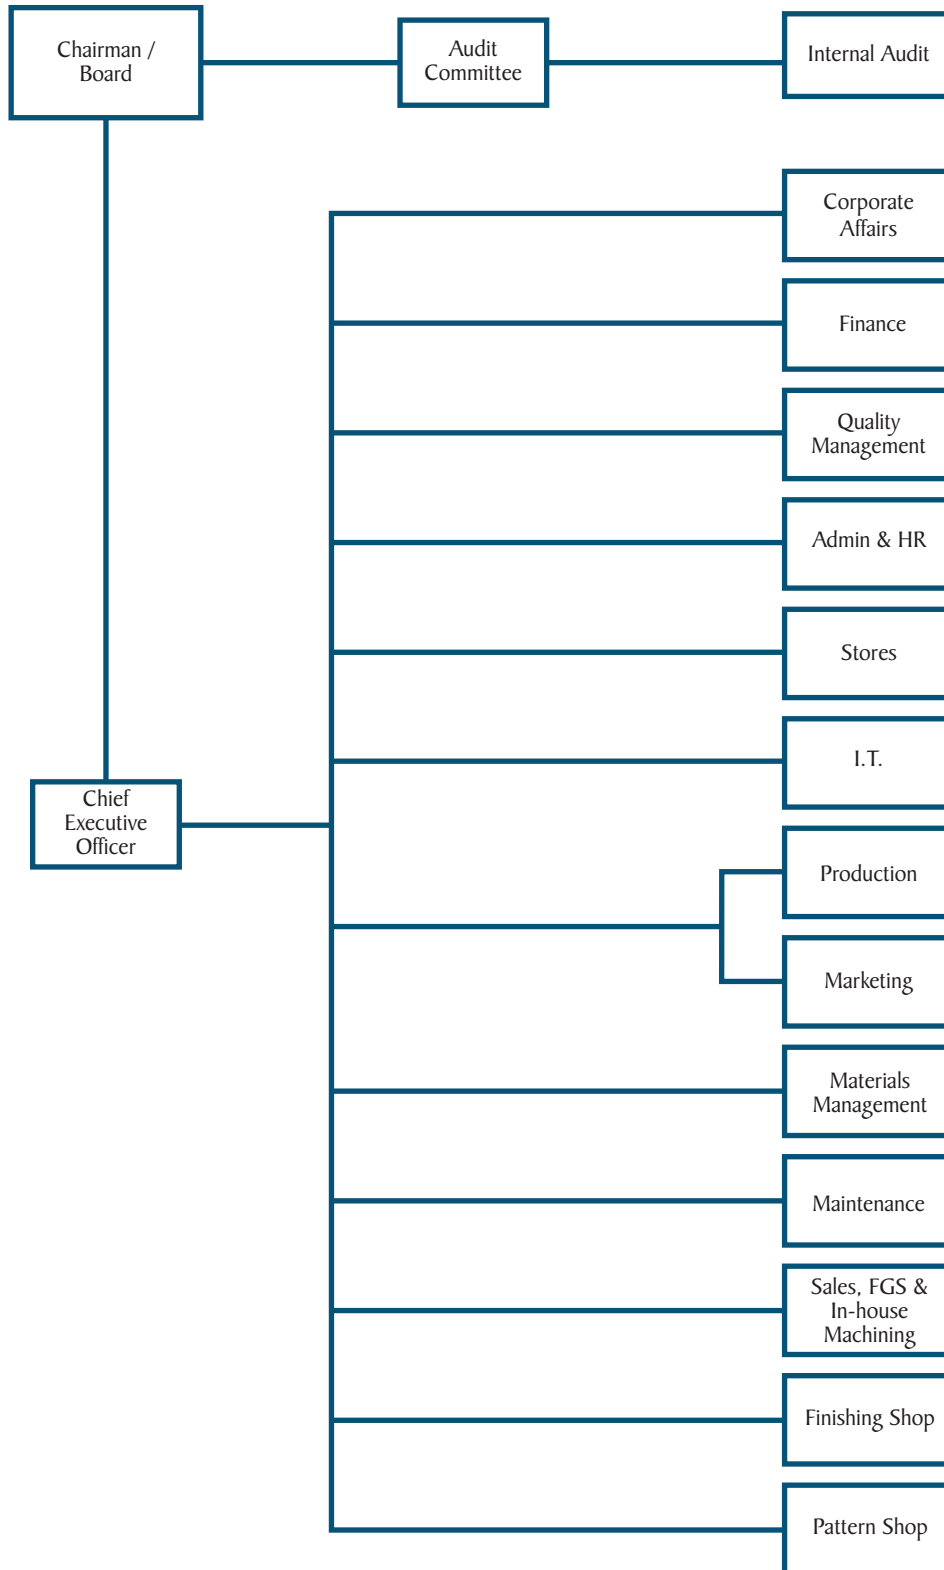 Chairman /
Board
Audit
Committee
Internal Audit
Corporate
Affairs
Finance
Quality
Management
Admin & HR
Stores
I.T.
Chief
Executive
Officer
Production
Marketing
Materials
Management
Maintenance
Sales, FGS &
In-house
Machining
Finishing Shop
Pattern Shop